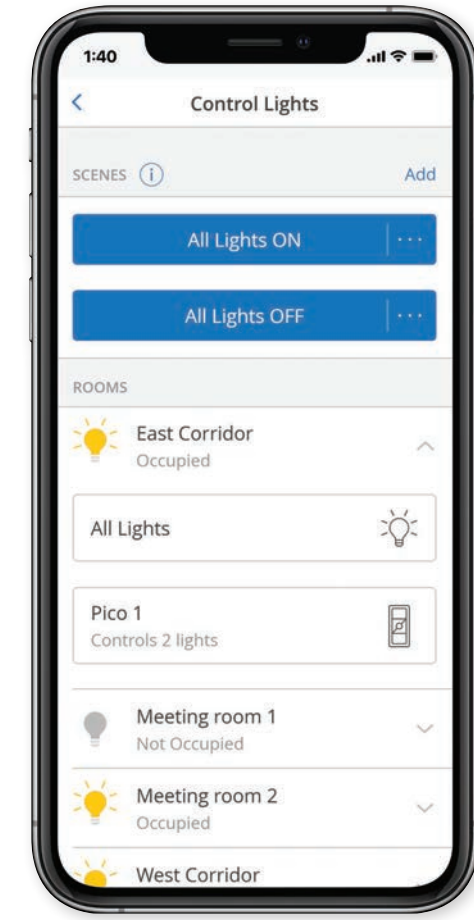 1:40
Control Lights
SCENES i Add
All Lights ON ...
All Lights OFF ...
ROOMS
East Corridor
Occupied
All Lights
Pico 1
Controls 2 lights
Meeting room 1
Not Occupied
Meeting room 2
Occupied
West Corridor